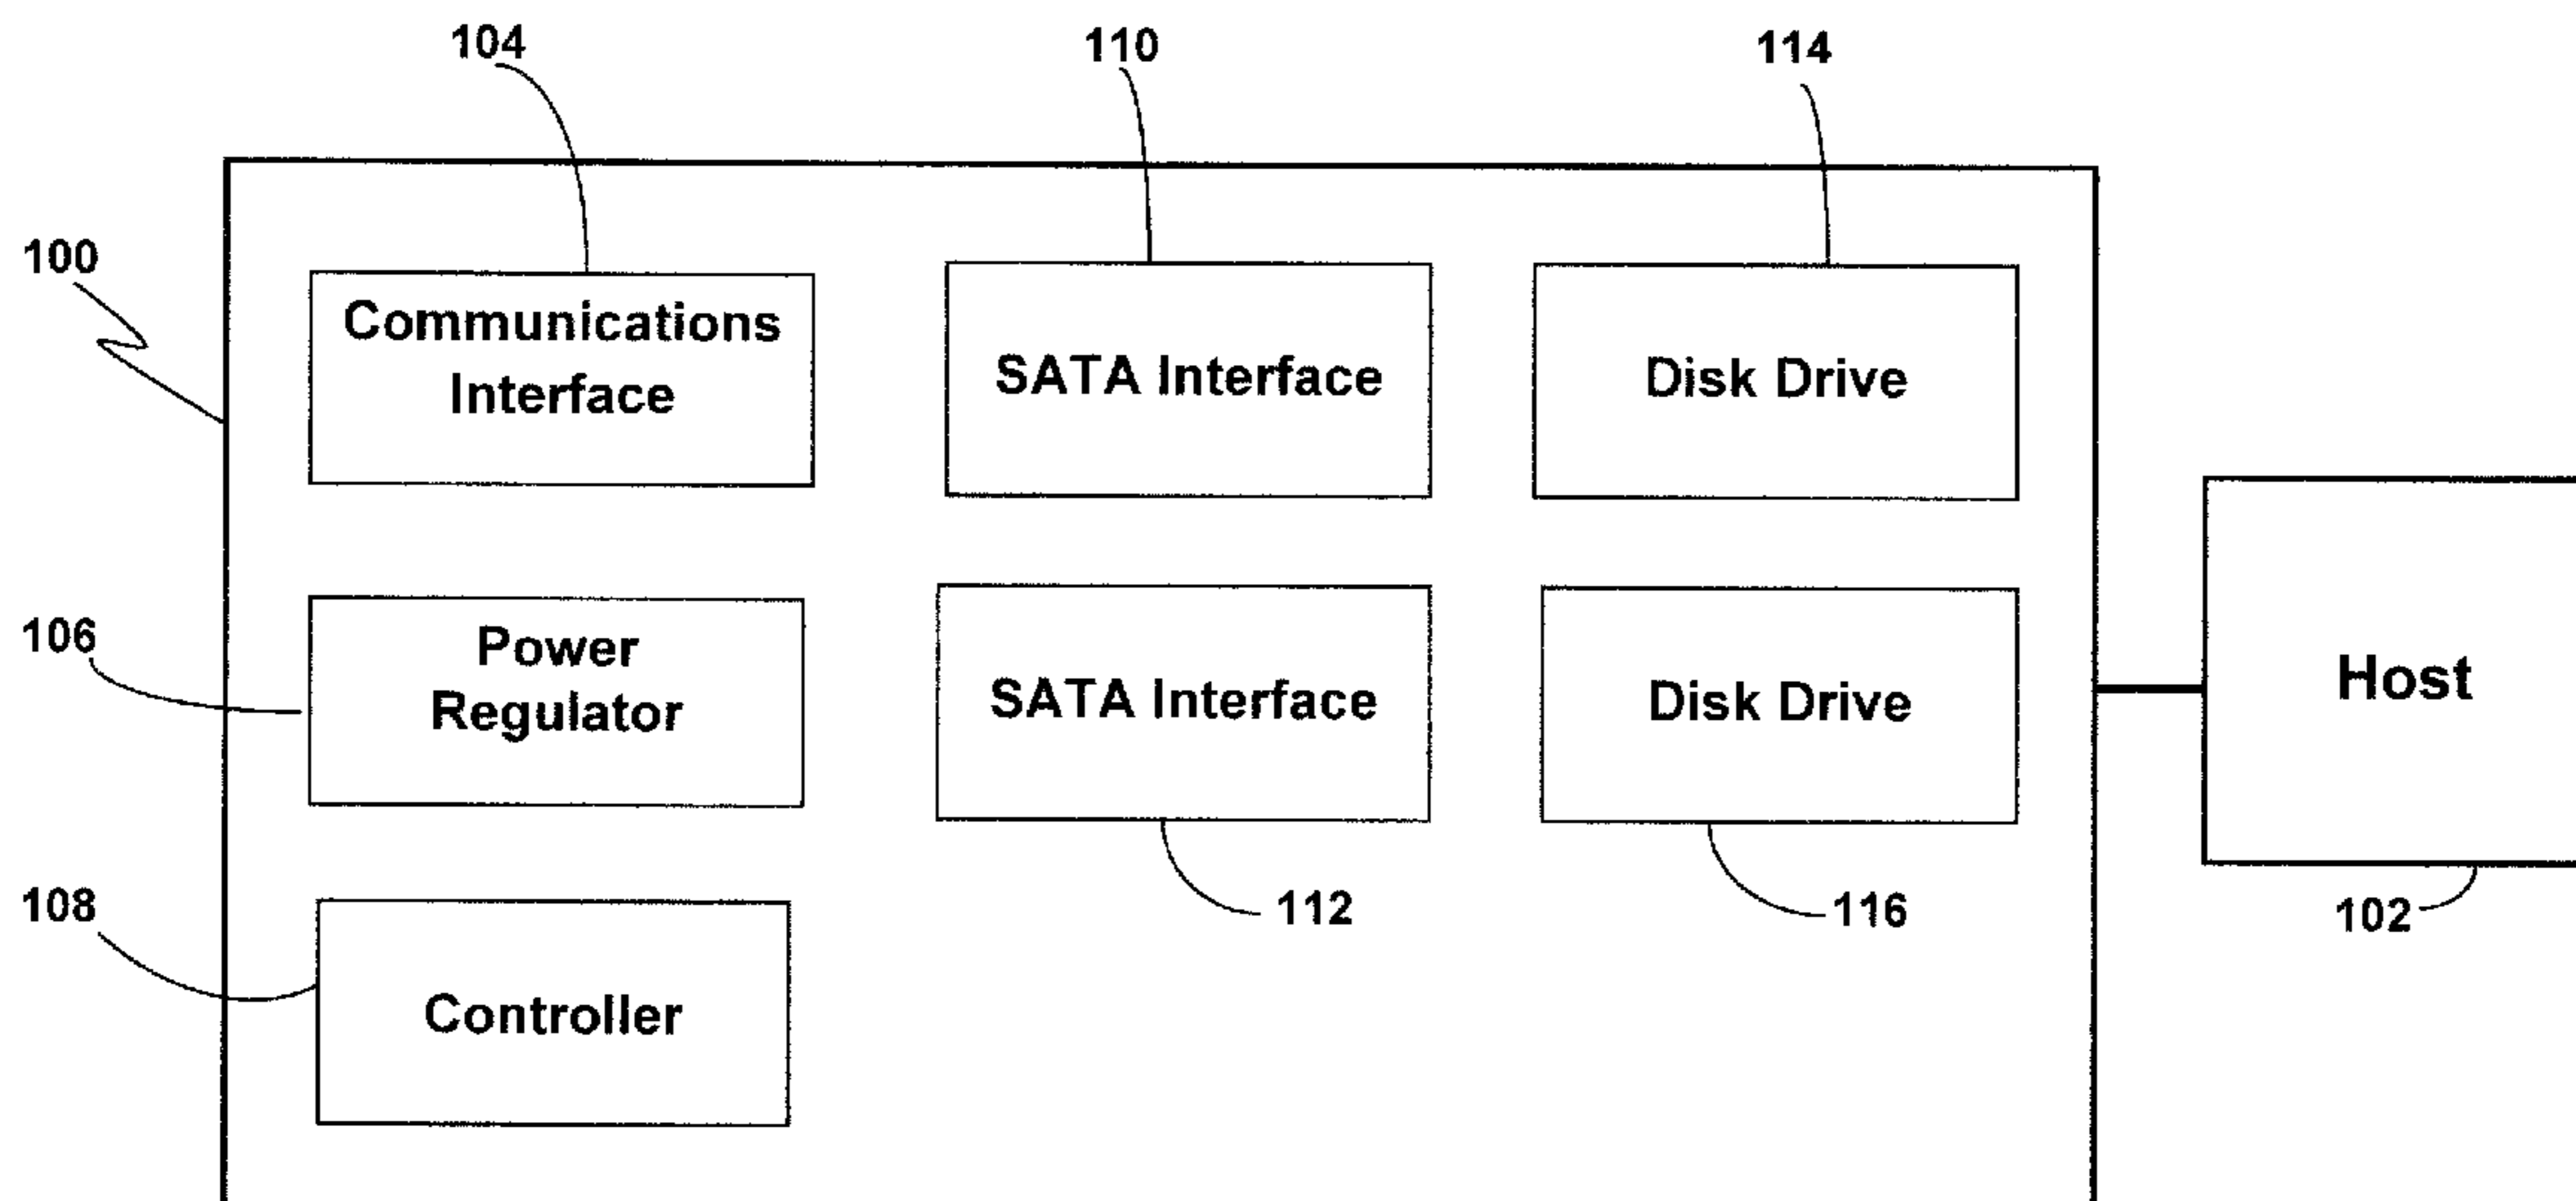 104
110
114
100
Communications
Interface
SATA Interface
Disk Drive
106
Power
Regulator
SATA Interface
Disk Drive
Host
108
112
116
102
Controller